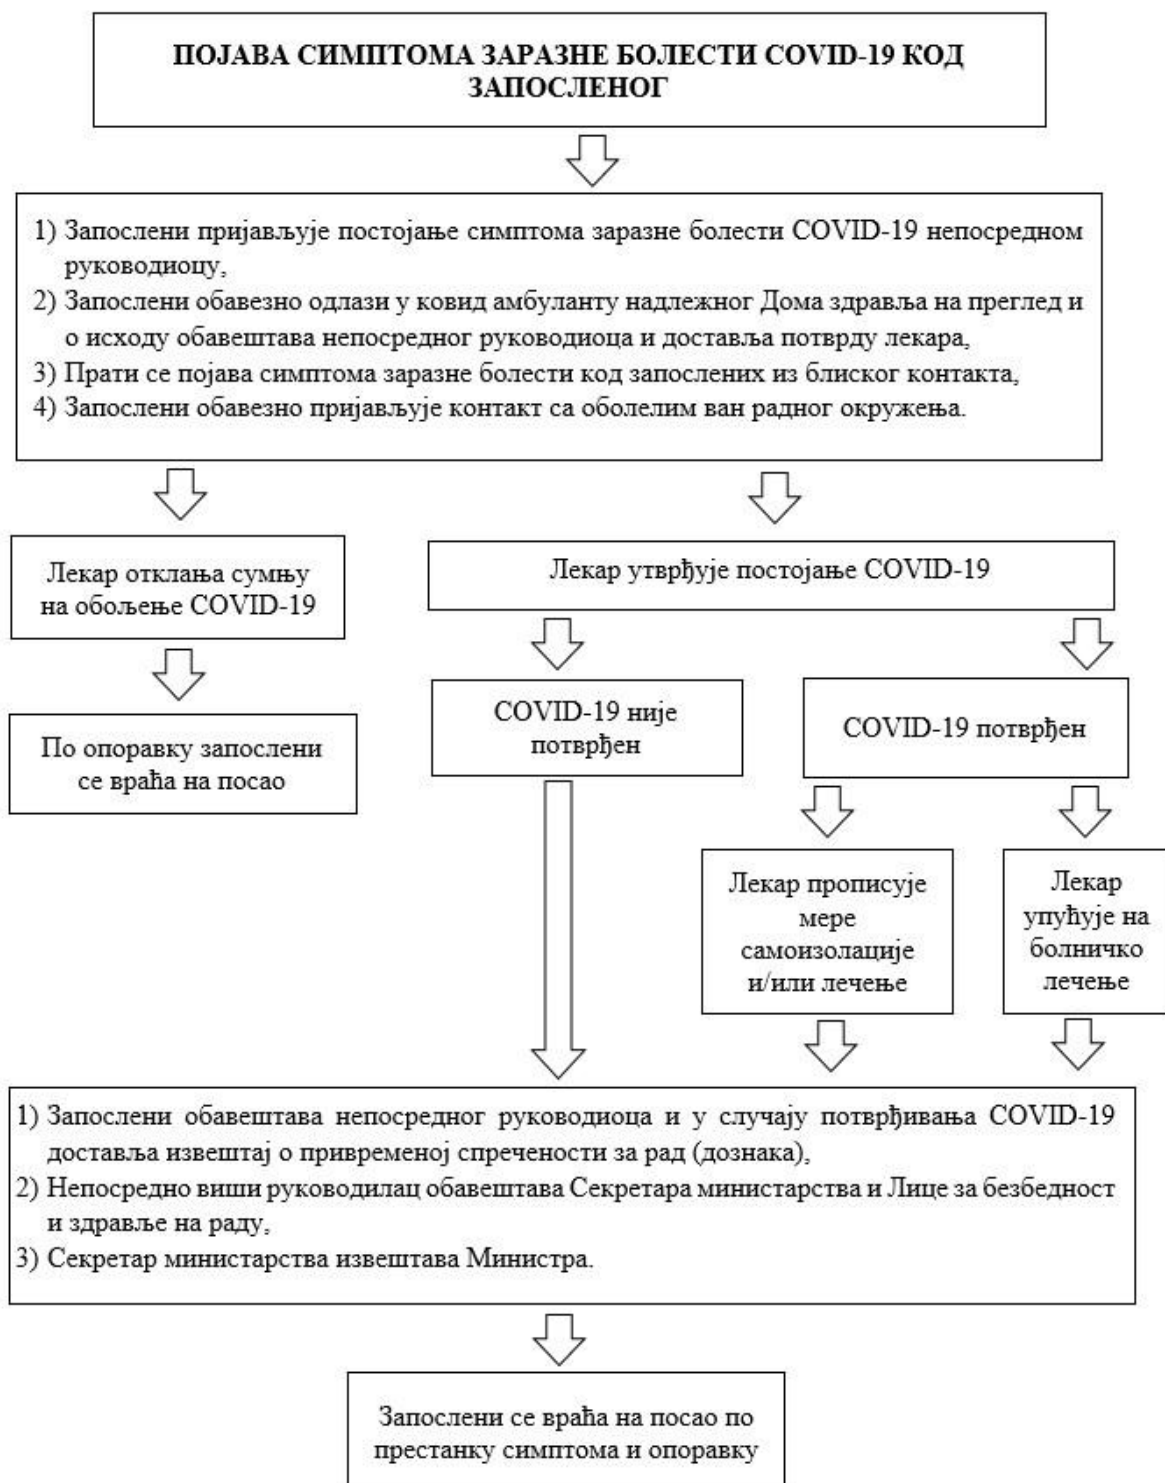 ПОЈАВА СИМПТОМА ЗАРАЗНЕ БОЛЕСТИ COVID-19 КОД
ЗАПОСЛЕНОГ
1) Запослени пријављује постојање симптома заразне болести COVID-19 непосредном
руководиоцу,
2) Запослени обавезно одлази у ковид амбуланту надлежног Дома здравља на преглед и
о исходу обавештава непосредног руководиоца и доставља потврду лекара,
3) Прати се појава симптома заразне болести код запослених из блиског контакта,
4) Запослени обавезно пријављује контакт са оболелим ван радног окружења.
Лекар отклања сумњу
на обољење COVID-19
Лекар утврђује постојање COVID-19
По опоравку запослени
се враћа на посао
COVID-19 није
потврђен
COVID-19 потврђен
Лекар прописује
мере
самоизолације
и/или лечење
Лекар
упућује на
болничко
лечење
1) Запослени обавештава непосредног руководиоца и у случају потврђивања COVID-19
доставља извештај о привременој спречености за рад (дознака),
2) Непосредно виши руководилац обавештава Секретара министарства и Лице за безбедност
и здравље на раду,
3) Секретар министарства извештава Министра.
Запослени се враћа на посао по
престанку симптома и опоравку